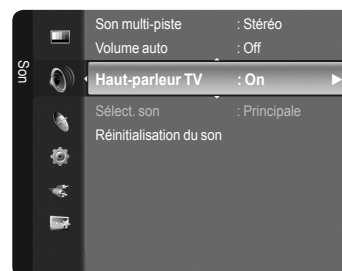 Son
Son multi-piste : Stéréo
Volume auto : Off
Haut-parleur TV : On
Sélect. son : Principale
Réinitialisation du son